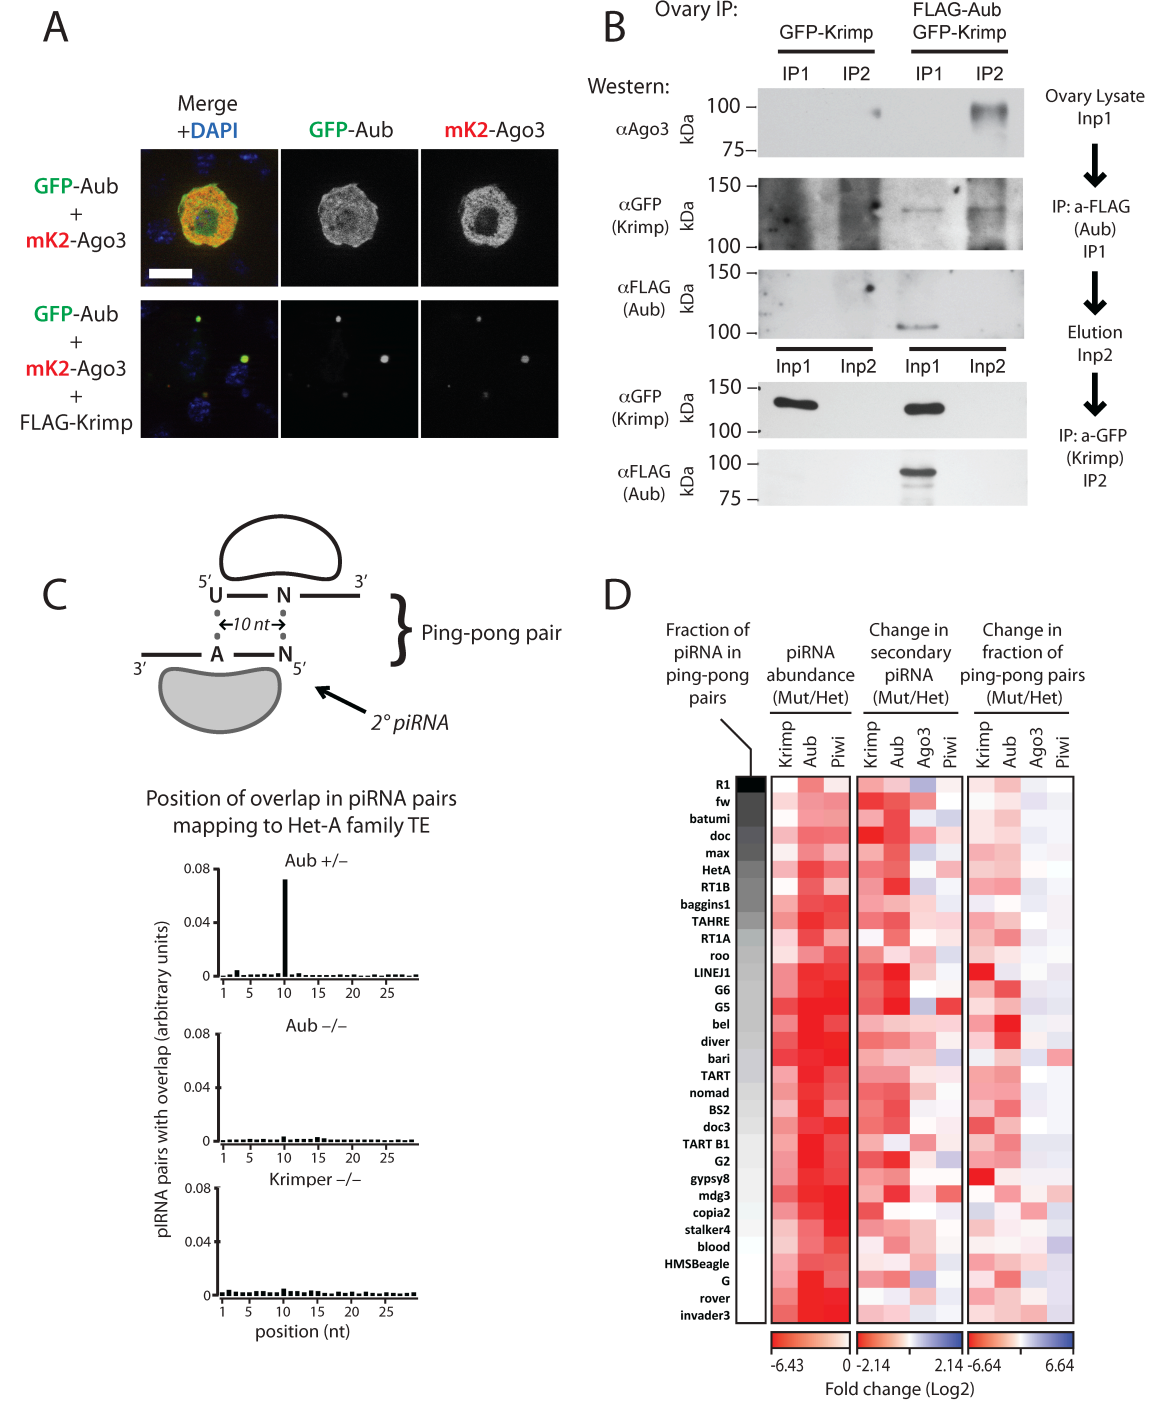 A
Merge
+DAPI
GFP-Aub
mK2-Ago3
GFP-Aub
+
mK2-Ago3
GFP-Aub
+
mK2-Ago3
+
FLAG-Krimp
B
Ovary IP:
GFP-Krimp
FLAG-Aub
GFP-Krimp
IP1 IP2 IP1 IP2
Western:
αAgo3
kDa
100
75
αGFP
(Krimp)
kDa
150
100
αFLAG
(Aub)
kDa
150
100
Inp1 Inp2 Inp1 Inp2
αGFP
(Krimp)
kDa
150
100
αFLAG
(Aub)
kDa
100
75
Ovary Lysate
Inp1
IP: a-FLAG
(Aub)
IP1
Elution
Inp2
IP: a-GFP
(Krimp)
IP2
C
5′ U N 3′
10 nt
3′ A N 5′
Ping-pong pair
2° piRNA
Position of overlap in piRNA pairs
mapping to Het-A family TE
piRNA pairs with overlap (arbitrary units)
Aub +/–
0.08
0.04
0
1 5 10 15 20 25
Aub –/–
0.08
0.04
0
1 5 10 15 20 25
Krimper –/–
0.08
0.04
0
1 5 10 15 20 25
position (nt)
D
Fraction of
piRNA in
ping-pong
pairs
piRNA
abundance
(Mut/Het)
Change in
secondary
piRNA
(Mut/Het)
Change in
fraction of
ping-pong pairs
(Mut/Het)
Krimp Aub Piwi Krimp Aub Ago3 Piwi Krimp Aub Ago3 Piwi
R1
fw
batumi
doc
max
HetA
RT1B
baggins1
TAHRE
RT1A
roo
LINEJ1
G6
G5
bel
diver
bari
TART
nomad
BS2
doc3
TART B1
G2
gypsy8
mdg3
copia2
stalker4
blood
HMSBeagle
G
rover
invader3
-6.43 0 -2.14 2.14 -6.64 6.64
Fold change (Log2)